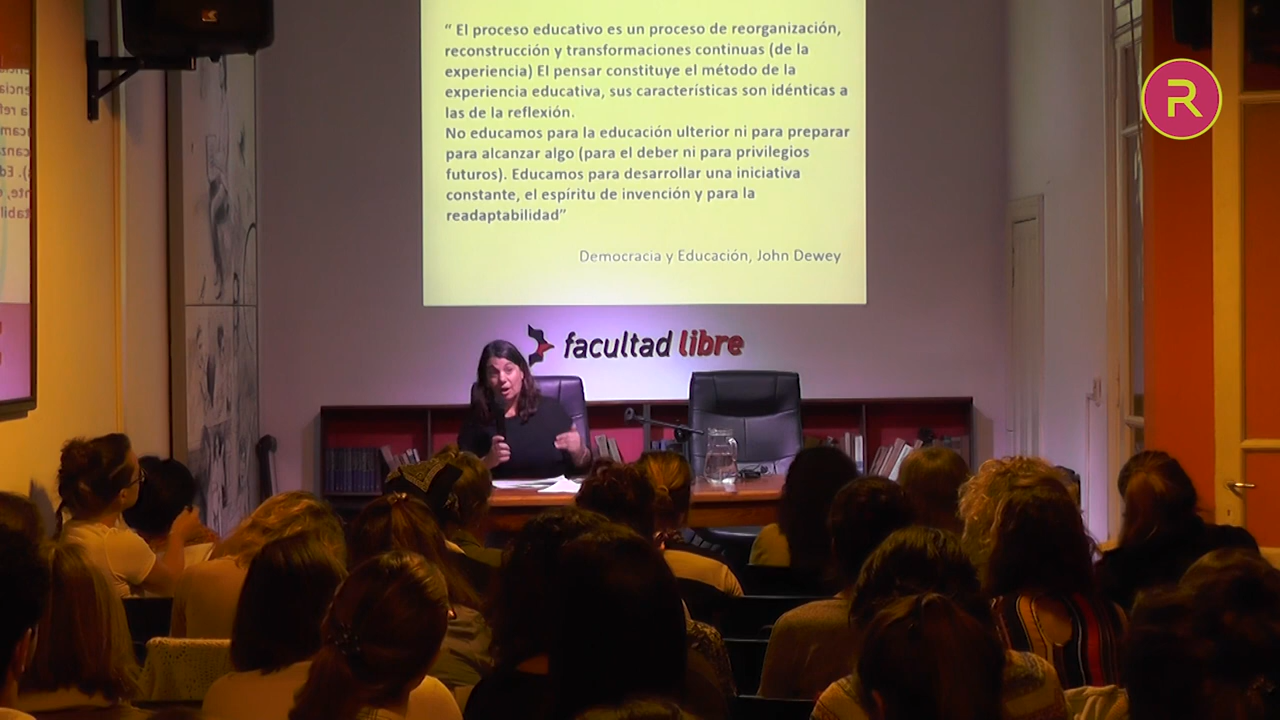 “ El proceso educativo es un proceso de reorganización,
reconstrucción y transformaciones continuas (de la
experiencia) El pensar constituye el método de la
experiencia educativa, sus características son idénticas a
las de la reflexión.
No educamos para la educación ulterior ni para preparar
para alcanzar algo (para el deber ni para privilegios
futuros). Educamos para desarrollar una iniciativa
constante, el espíritu de invención y para la
readaptabilidad”
Democracia y Educación, John Dewey
facultad libre
R